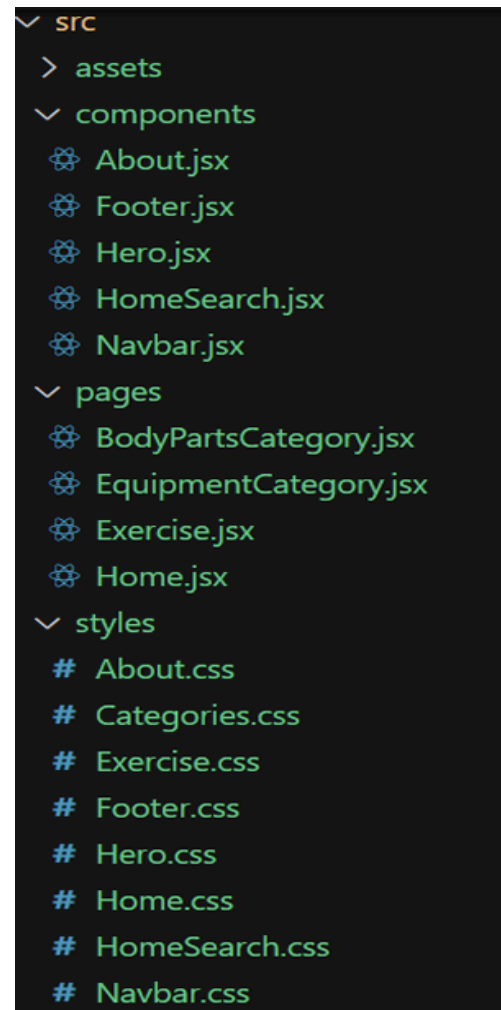 src
assets
components
About.jsx
Footer.jsx
Hero.jsx
HomeSearch.jsx
Navbar.jsx
pages
BodyPartsCategory.jsx
EquipmentCategory.jsx
Exercise.jsx
Home.jsx
styles
# About.css
# Categories.css
# Exercise.css
# Footer.css
# Hero.css
# Home.css
# HomeSearch.css
# Navbar.css